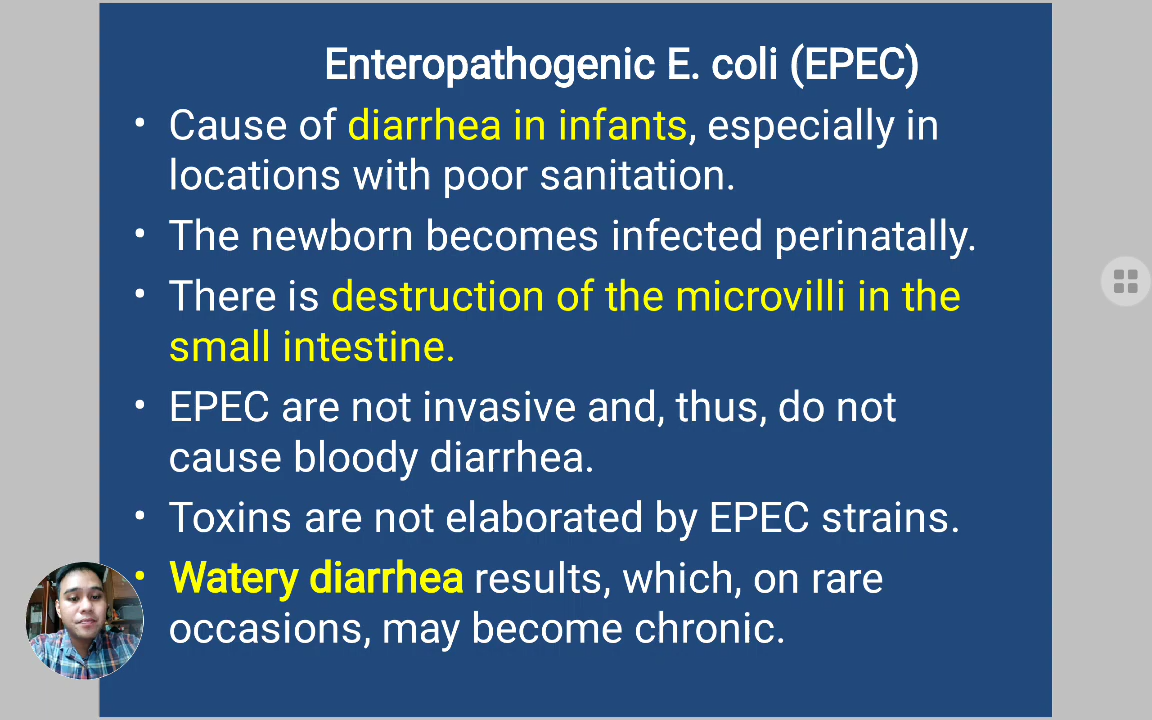 Enteropathogenic E. coli (EPEC)
• Cause of diarrhea in infants, especially in
locations with poor sanitation.
• The newborn becomes infected perinatally.
• There is destruction of the microvilli in the
small intestine.
• EPEC are not invasive and, thus, do not
cause bloody diarrhea.
• Toxins are not elaborated by EPEC strains.
• Watery diarrhea results, which, on rare
occasions, may become chronic.